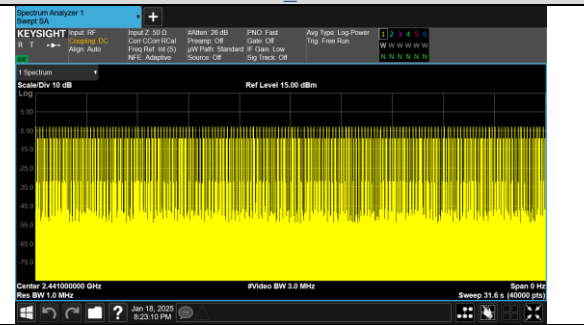 Spectrum Analyzer 1
Swept SA
+
KEYSIGHT Input: RF Input Z: 50 Ω #Atten: 26 dB PNO: Fast Avg Type: Log-Power 1 2 3 4 5 6
R T Coupling: DC Corr CCorr RCal Preamp: Off Gate: Off Trig: Free Run W W W W W W
Align: Auto Freq Ref: Int (S) µW Path: Standard IF Gain: Low
NFE: Adaptive Source: Off Sig Track: Off N N N N N N
1 Spectrum
Scale/Div 10 dB Ref Level 15.00 dBm
Log
5.00
-5.00
-15.0
-25.0
-35.0
-45.0
-55.0
-65.0
-75.0
Center 2.441000000 GHz #Video BW 3.0 MHz Span 0 Hz
Res BW 1.0 MHz Sweep 31.6 s (40000 pts)
? Jan 18, 2025
8:23:10 PM